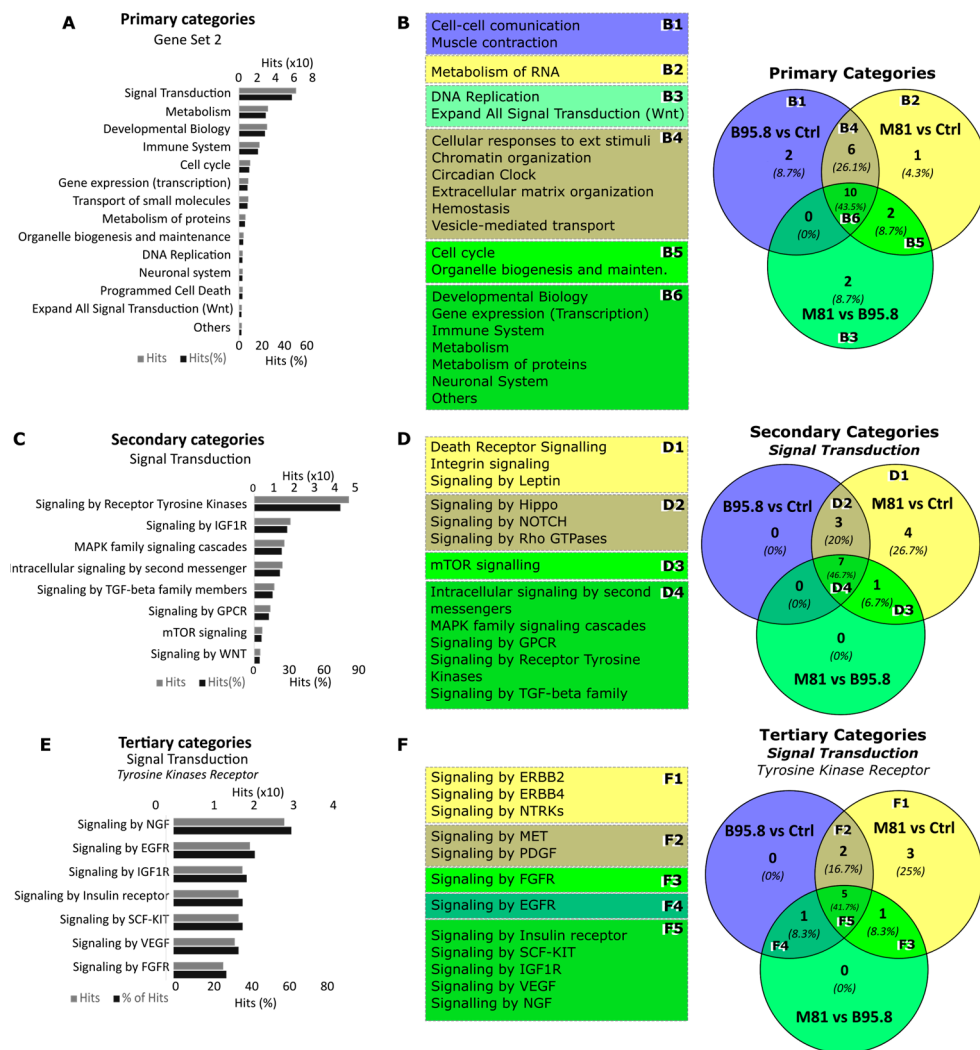 A
Primary categories
Gene Set 2
Hits (x10)
0 2 4 6 8
Signal Transduction
Metabolism
Developmental Biology
Immune System
Cell cycle
Gene expression (transcription)
Transport of small molecules
Metabolism of proteins
Organelle biogenesis and maintenance
DNA Replication
Neuronal system
Programmed Cell Death
Expand All Signal Transduction (Wnt)
Others
0 20 40 60
Hits Hits(%)
Hits (%)
B
Cell-cell comunication B1
Muscle contraction
Metabolism of RNA B2
DNA Replication B3
Expand All Signal Transduction (Wnt)
Cellular responses to ext stimuli B4
Chromatin organization
Circadian Clock
Extracellular matrix organization
Hemostasis
Vesicle-mediated transport
Cell cycle B5
Organelle biogenesis and mainten.
Developmental Biology B6
Gene expression (Transcription)
Immune System
Metabolism
Metabolism of proteins
Neuronal System
Others
Primary Categories
B1 B2
B95.8 vs Ctrl B4 M81 vs Ctrl
2 6 1
(8.7%) (26.1%) (4.3%)
10
(43.5%)
0 B6 2
(0%) (8.7%)
B5
2
(8.7%)
M81 vs B95.8
B3
C
Secondary categories
Signal Transduction
Hits (x10)
0 1 2 3 4 5
Signaling by Receptor Tyrosine Kinases
Signaling by IGF1R
MAPK family signaling cascades
Intracellular signaling by second messenger
Signaling by TGF-beta family members
Signaling by GPCR
mTOR signaling
Signaling by WNT
0 30 60 90
Hits Hits(%) Hits (%)
D
Death Receptor Signalling D1
Integrin signaling
Signaling by Leptin
Signaling by Hippo D2
Signaling by NOTCH
Signaling by Rho GTPases
mTOR signalling D3
Intracellular signaling by second D4
messengers
MAPK family signaling cascades
Signaling by GPCR
Signaling by Receptor Tyrosine
Kinases
Signaling by TGF-beta family
Secondary Categories
Signal Transduction
D1
B95.8 vs Ctrl D2 M81 vs Ctrl
0 3 4
(0%) (20%) (26.7%)
7
(46.7%)
0 D4 1
(0%) (6.7%)
D3
0
(0%)
M81 vs B95.8
E
Tertiary categories
Signal Transduction
Tyrosine Kinases Receptor
Hits (x10)
0 1 2 3 4
Signaling by NGF
Signaling by EGFR
Signaling by IGF1R
Signaling by Insulin receptor
Signaling by SCF-KIT
Signaling by VEGF
Signaling by FGFR
0 20 40 60 80
Hits % of Hits Hits (%)
F
Signaling by ERBB2 F1
Signaling by ERBB4
Signaling by NTRKs
Signaling by MET F2
Signaling by PDGF
Signaling by FGFR F3
Signaling by EGFR F4
F5
Signaling by Insulin receptor
Signaling by SCF-KIT
Signaling by IGF1R
Signaling by VEGF
Signalling by NGF
Tertiary Categories
Signal Transduction
Tyrosine Kinase Receptor
F1
B95.8 vs Ctrl F2 M81 vs Ctrl
0 2 3
(0%) (16.7%) (25%)
5
(41.7%)
1 F5 1
(8.3%) (8.3%)
F4 F3
0
(0%)
M81 vs B95.8